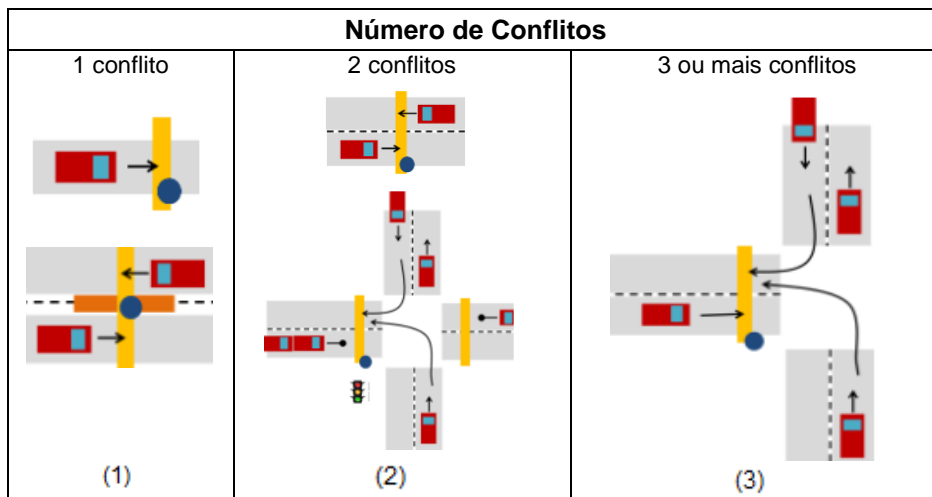 Número de Conflitos
1 conflito
2 conflitos
3 ou mais conflitos
(1)
(2)
(3)